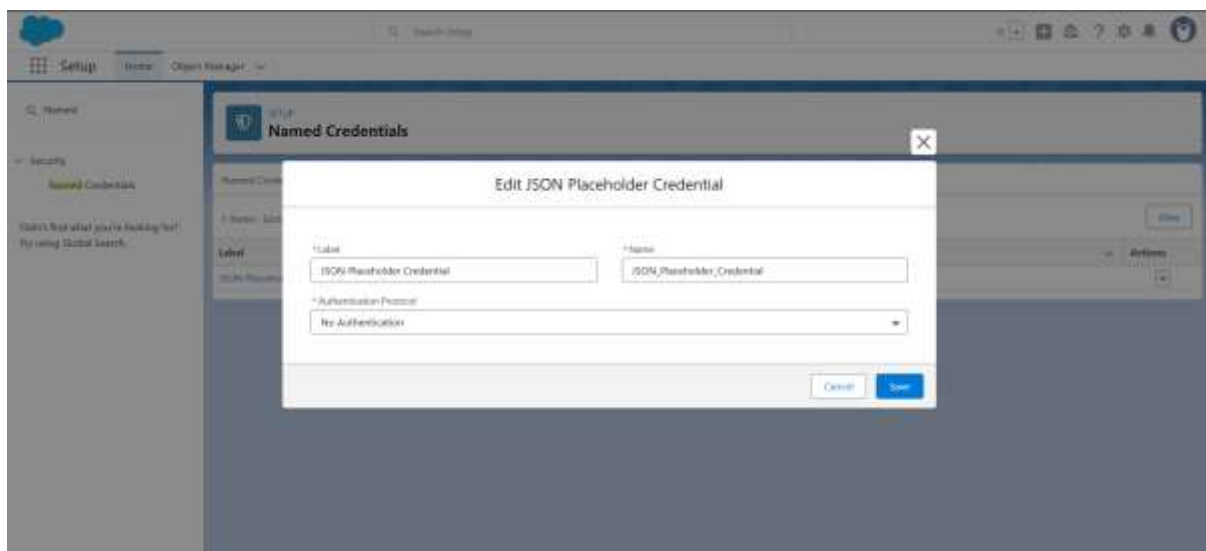 Search Setup
Setup Home Object Manager
Named
SETUP
Named Credentials
Security
Named Credentials
Didn't find what you're looking for?
Try using Global Search.
Named
Label
Actions
Edit JSON Placeholder Credential
*Label
*Name
JSON Placeholder Credential
JSON_Placeholder_Credential
*Authentication Protocol
No Authentication
Cancel
Save